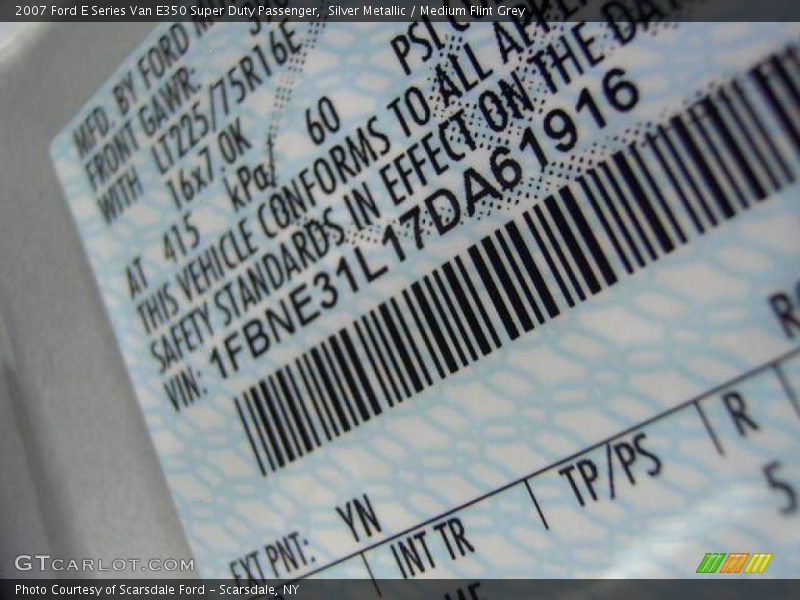 2007 Ford E Series Van E350 Super Duty Passenger,  Silver Metallic / Medium Flint Grey
MFD. BY FORD
FRONT GAWR:
WITH LT225/75R16E
16x7.0K
AT 415 kPa/ 60 PSI
THIS VEHICLE CONFORMS TO ALL
SAFETY STANDARDS IN EFFECT ON THE
VIN: 1FBNE31L17DA61916
EXT PNT: YN
INT TR TP/PS R
5
GTCARLOT.COM
Photo Courtesy of Scarsdale Ford - Scarsdale, NY